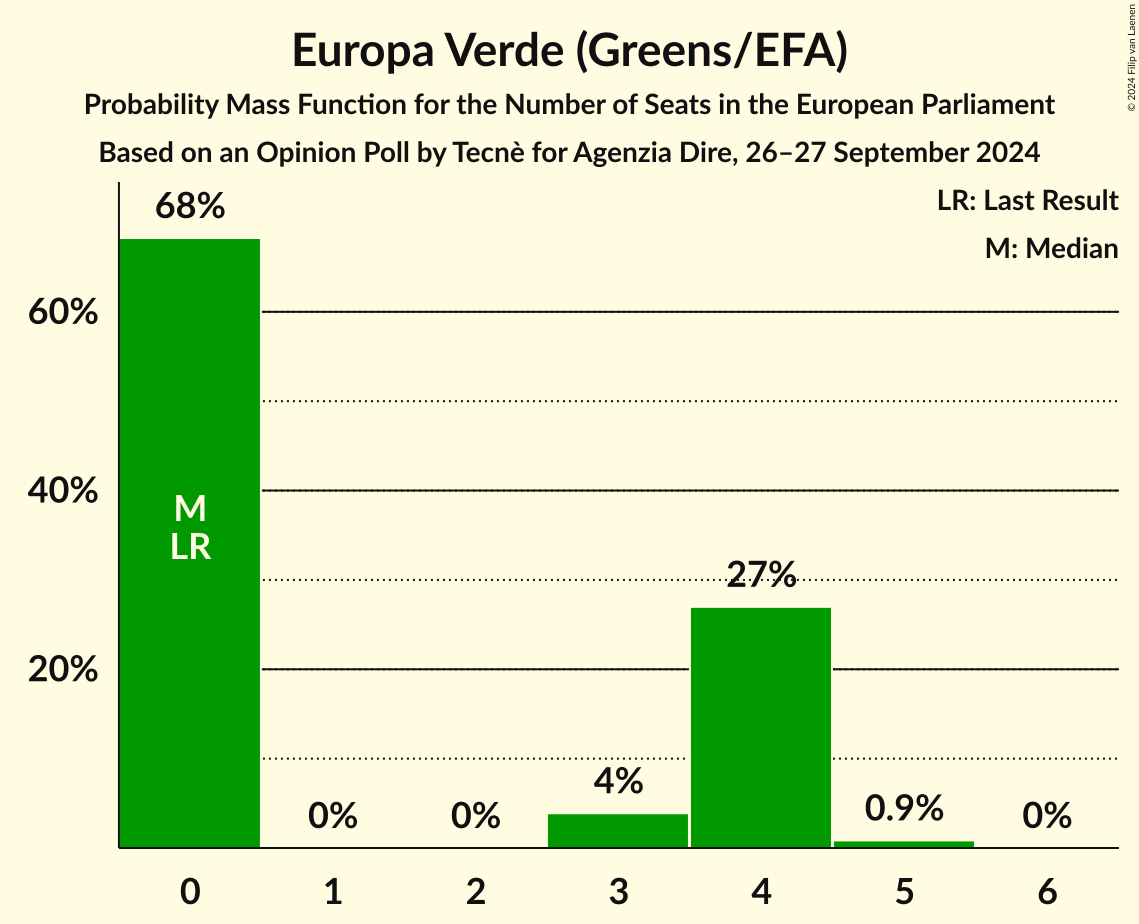 Europa Verde (Greens/EFA)
Probability Mass Function for the Number of Seats in the European Parliament
Based on an Opinion Poll by Tecnè for Agenzia Dire, 26–27 September 2024
© 2024 Filip van Laenen
LR: Last Result
M: Median
68%
60%
40%
20%
M
LR
0%
0%
4%
27%
0.9%
0%
0
1
2
3
4
5
6